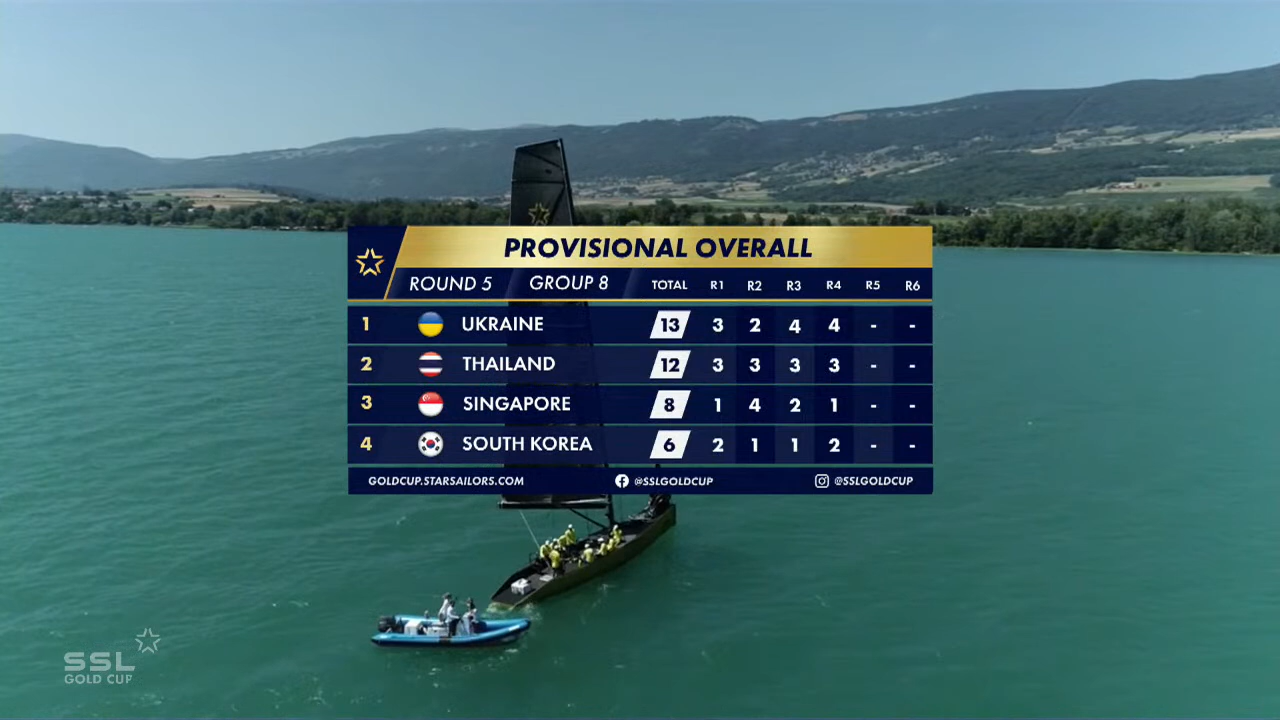 PROVISIONAL OVERALL
ROUND 5 GROUP 8 TOTAL R1 R2 R3 R4 R5 R6
1 UKRAINE 13 3 2 4 4 - -
2 THAILAND 12 3 3 3 3 - -
3 SINGAPORE 8 1 4 2 1 - -
4 SOUTH KOREA 6 2 1 1 2 - -
GOLDCUP.STARSAILORS.COM @SSLGOLDCUP @SSLGOLDCUP
SSL
GOLD CUP